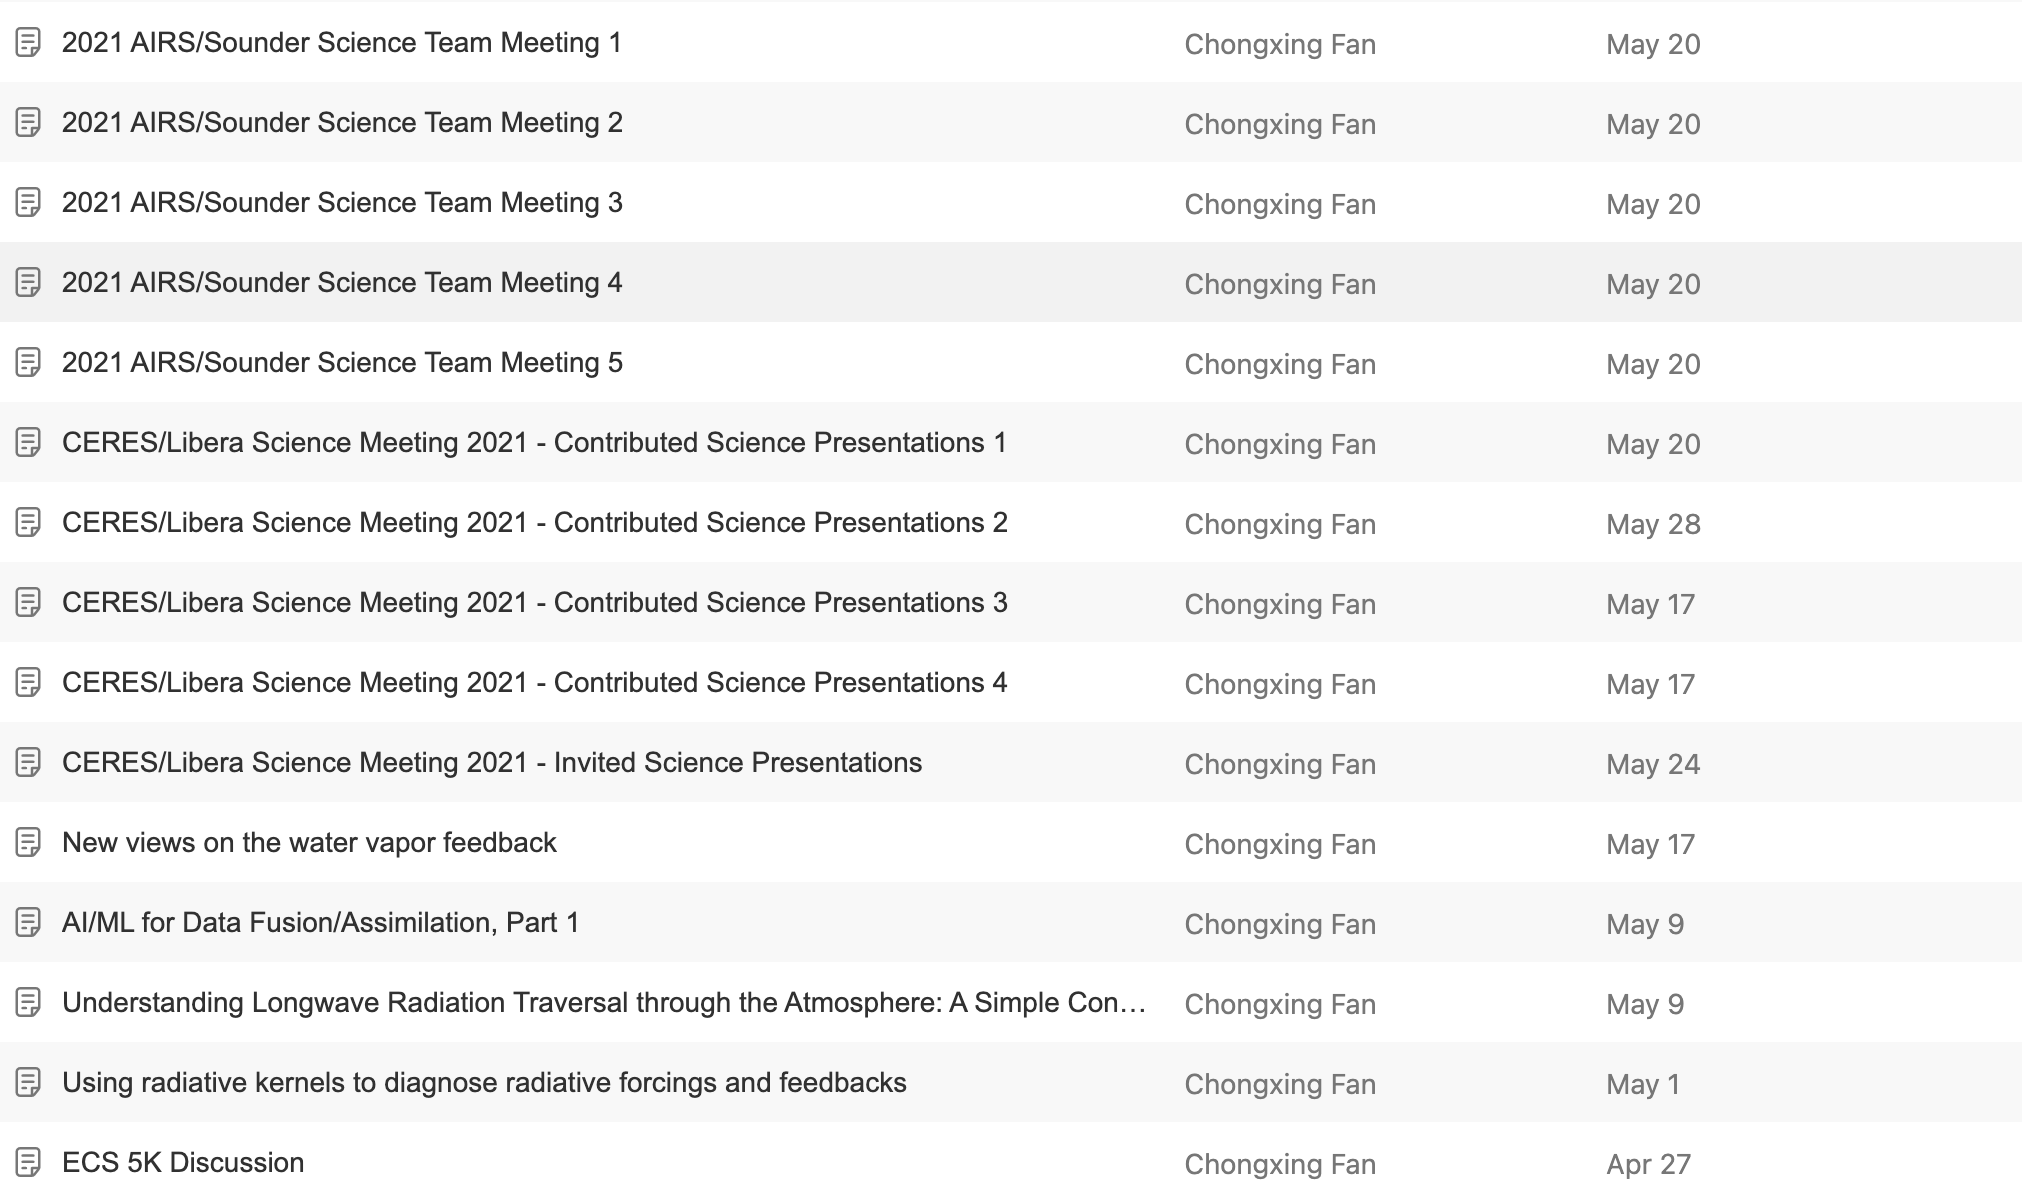 2021 AIRS/Sounder Science Team Meeting 1 Chongxing Fan May 20
2021 AIRS/Sounder Science Team Meeting 2 Chongxing Fan May 20
2021 AIRS/Sounder Science Team Meeting 3 Chongxing Fan May 20
2021 AIRS/Sounder Science Team Meeting 4 Chongxing Fan May 20
2021 AIRS/Sounder Science Team Meeting 5 Chongxing Fan May 20
CERES/Libera Science Meeting 2021 - Contributed Science Presentations 1 Chongxing Fan May 20
CERES/Libera Science Meeting 2021 - Contributed Science Presentations 2 Chongxing Fan May 28
CERES/Libera Science Meeting 2021 - Contributed Science Presentations 3 Chongxing Fan May 17
CERES/Libera Science Meeting 2021 - Contributed Science Presentations 4 Chongxing Fan May 17
CERES/Libera Science Meeting 2021 - Invited Science Presentations Chongxing Fan May 24
New views on the water vapor feedback Chongxing Fan May 17
AI/ML for Data Fusion/Assimilation, Part 1 Chongxing Fan May 9
Understanding Longwave Radiation Traversal through the Atmosphere: A Simple Con… Chongxing Fan May 9
Using radiative kernels to diagnose radiative forcings and feedbacks Chongxing Fan May 1
ECS 5K Discussion Chongxing Fan Apr 27